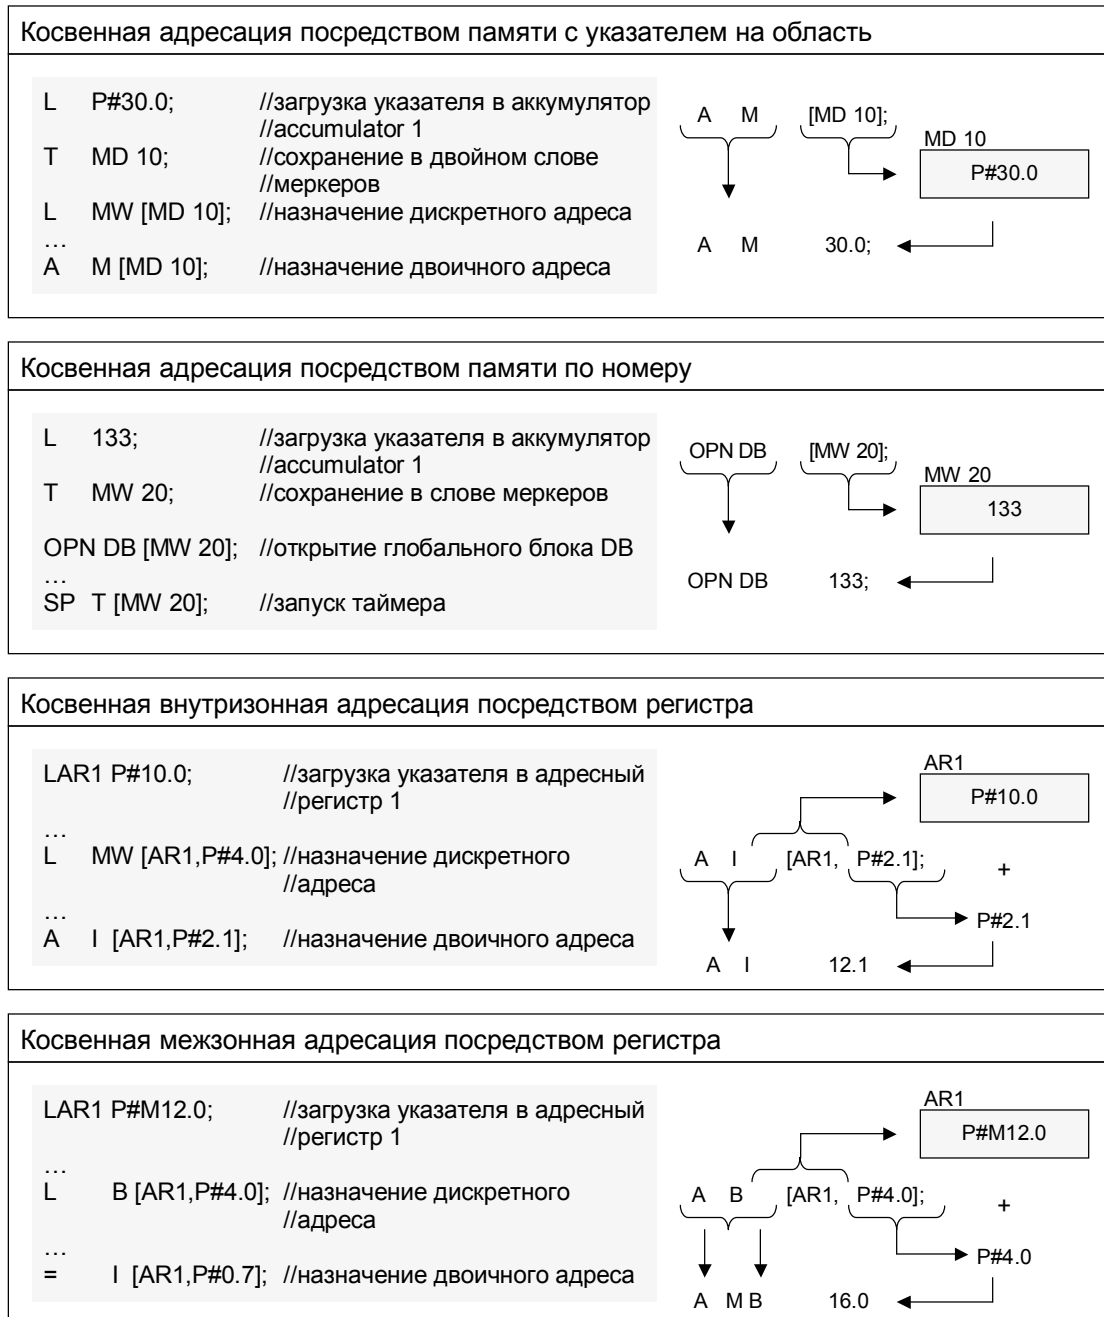 Косвенная адресация посредством памяти с указателем на область
L P#30.0; //загрузка указателя в аккумулятор
//accumulator 1
T MD 10; //сохранение в двойном слове
//меркеров
L MW [MD 10]; //назначение дискретного адреса
…
A M [MD 10]; //назначение двоичного адреса
A M [MD 10];
MD 10
P#30.0
A M 30.0;
Косвенная адресация посредством памяти по номеру
L 133; //загрузка указателя в аккумулятор
//accumulator 1
T MW 20; //сохранение в слове меркеров
OPN DB [MW 20]; //открытие глобального блока DB
…
SP T [MW 20]; //запуск таймера
OPN DB [MW 20];
MW 20
133
OPN DB 133;
Косвенная внутризонная адресация посредством регистра
LAR1 P#10.0; //загрузка указателя в адресный
//регистр 1
…
L MW [AR1,P#4.0]; //назначение дискретного
//адреса
…
A I [AR1,P#2.1]; //назначение двоичного адреса
AR1
P#10.0
A I [AR1, P#2.1];
+
P#2.1
A I 12.1
Косвенная межзонная адресация посредством регистра
LAR1 P#M12.0; //загрузка указателя в адресный
//регистр 1
…
L B [AR1,P#4.0]; //назначение дискретного
//адреса
…
= I [AR1,P#0.7]; //назначение двоичного адреса
AR1
P#M12.0
A B [AR1, P#4.0];
+
P#4.0
A M B 16.0